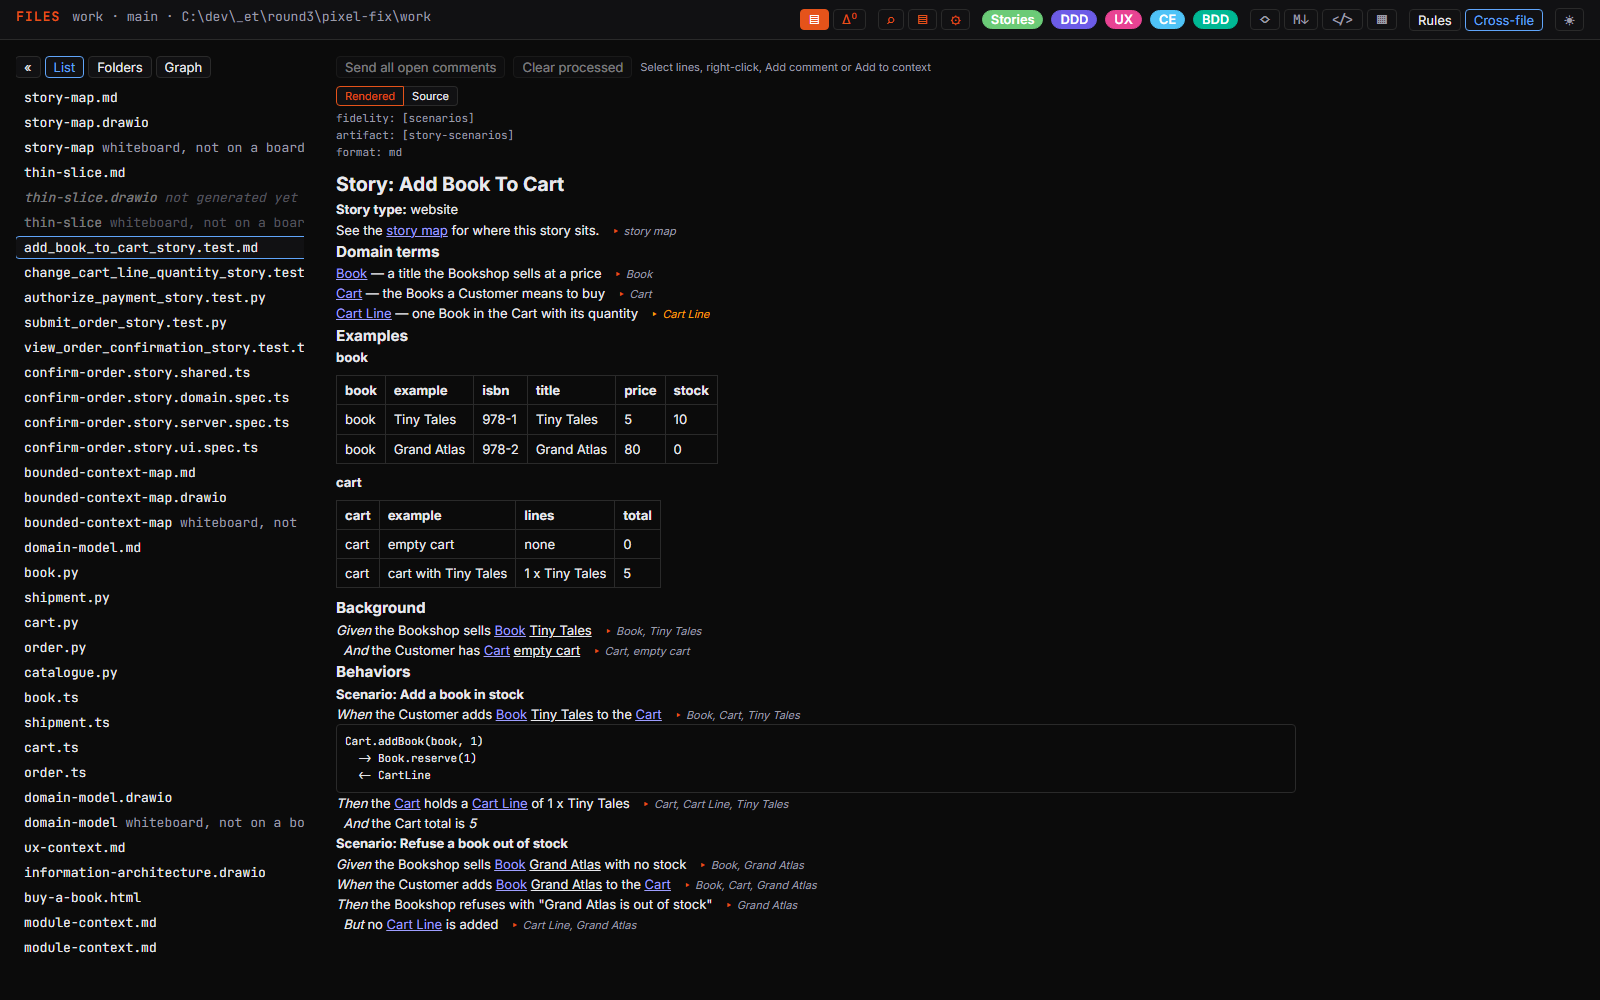 FILES work · main · C:\dev\_et\round3\pixel-fix\work
Δ⁰ Stories DDD UX CE BDD M↓ </> Rules Cross-file
« List Folders Graph
Send all open comments Clear processed Select lines, right-click, Add comment or Add to context
Rendered Source
story-map.md
story-map.drawio
story-map whiteboard, not on a board
thin-slice.md
thin-slice.drawio not generated yet
thin-slice whiteboard, not on a boar
add_book_to_cart_story.test.md
change_cart_line_quantity_story.test
authorize_payment_story.test.py
submit_order_story.test.py
view_order_confirmation_story.test.t
confirm-order.story.shared.ts
confirm-order.story.domain.spec.ts
confirm-order.story.server.spec.ts
confirm-order.story.ui.spec.ts
bounded-context-map.md
bounded-context-map.drawio
bounded-context-map whiteboard, not
domain-model.md
book.py
shipment.py
cart.py
order.py
catalogue.py
book.ts
shipment.ts
cart.ts
order.ts
domain-model.drawio
domain-model whiteboard, not on a bo
ux-context.md
information-architecture.drawio
buy-a-book.html
module-context.md
module-context.md
fidelity: [scenarios]
artifact: [story-scenarios]
format: md
Story: Add Book To Cart
Story type: website
See the story map for where this story sits. ▸ story map
Domain terms
Book — a title the Bookshop sells at a price ▸ Book
Cart — the Books a Customer means to buy ▸ Cart
Cart Line — one Book in the Cart with its quantity ▸ Cart Line
Examples
book
book example isbn title price stock
book Tiny Tales 978-1 Tiny Tales 5 10
book Grand Atlas 978-2 Grand Atlas 80 0
cart
cart example lines total
cart empty cart none 0
cart cart with Tiny Tales 1 x Tiny Tales 5
Background
Given the Bookshop sells Book Tiny Tales ▸ Book, Tiny Tales
And the Customer has Cart empty cart ▸ Cart, empty cart
Behaviors
Scenario: Add a book in stock
When the Customer adds Book Tiny Tales to the Cart ▸ Book, Cart, Tiny Tales
Cart.addBook(book, 1)
→ Book.reserve(1)
← CartLine
Then the Cart holds a Cart Line of 1 x Tiny Tales ▸ Cart, Cart Line, Tiny Tales
And the Cart total is 5
Scenario: Refuse a book out of stock
Given the Bookshop sells Book Grand Atlas with no stock ▸ Book, Grand Atlas
When the Customer adds Book Grand Atlas to the Cart ▸ Book, Cart, Grand Atlas
Then the Bookshop refuses with "Grand Atlas is out of stock" ▸ Grand Atlas
But no Cart Line is added ▸ Cart Line, Grand Atlas